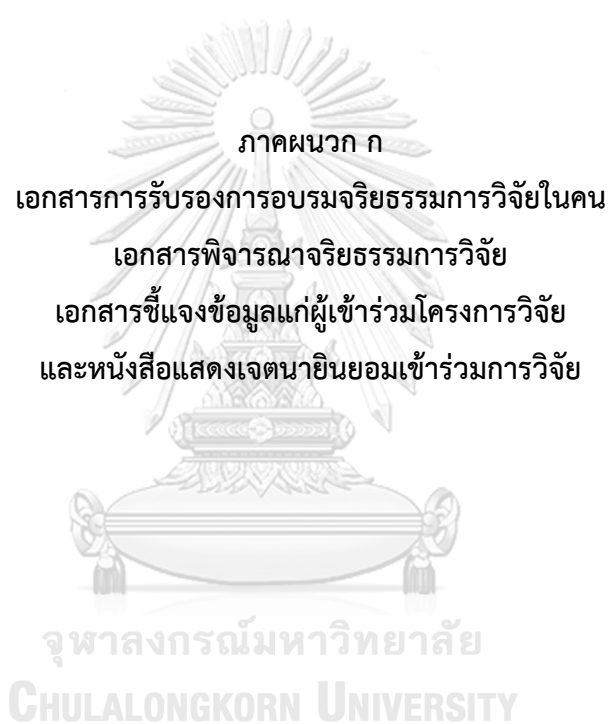 ภาคผนวก ก
เอกสารการรับรองการอบรมจริยธรรมการวิจัยในคน
เอกสารพิจารณาจริยธรรมการวิจัย
เอกสารชี้แจงข้อมูลแก่ผู้เข้าร่วมโครงการวิจัย
และหนังสือแสดงเจตนายินยอมเข้าร่วมการวิจัย
จุฬาลงกรณ์มหาวิทยาลัย
CHULALONGKORN UNIVERSITY